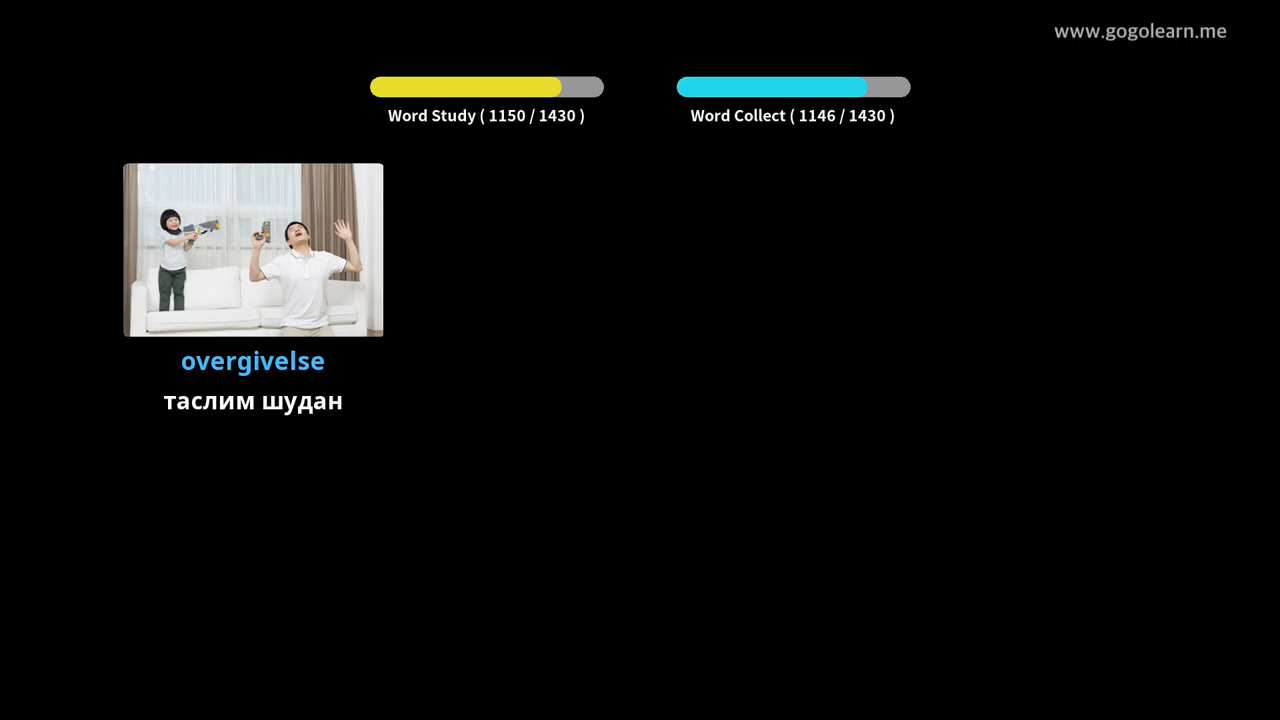 www.gogolearn.me
Word Study ( 1150 / 1430 )
Word Collect ( 1146 / 1430 )
overgivelse
таслим шудан